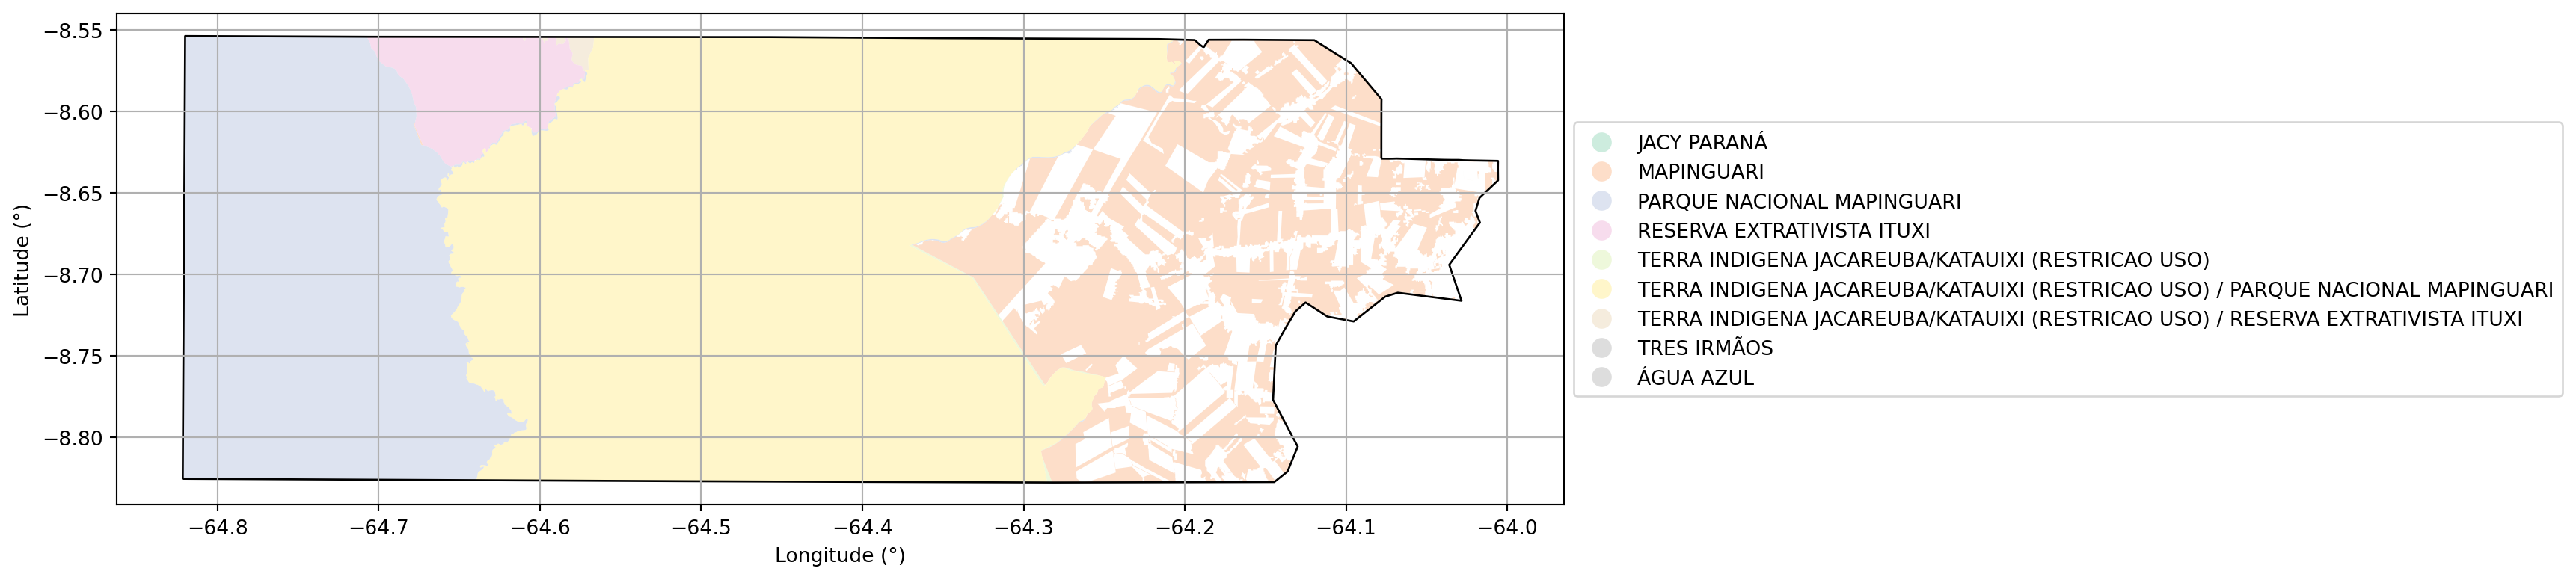 −8.55
−8.60
−8.65
−8.70
−8.75
−8.80
Latitude (°)
−64.8 −64.7 −64.6 −64.5 −64.4 −64.3 −64.2 −64.1 −64.0
Longitude (°)
JACY PARANÁ
MAPINGUARI
PARQUE NACIONAL MAPINGUARI
RESERVA EXTRATIVISTA ITUXI
TERRA INDIGENA JACAREUBA/KATAUIXI (RESTRICAO USO)
TERRA INDIGENA JACAREUBA/KATAUIXI (RESTRICAO USO) / PARQUE NACIONAL MAPINGUARI
TERRA INDIGENA JACAREUBA/KATAUIXI (RESTRICAO USO) / RESERVA EXTRATIVISTA ITUXI
TRES IRMÃOS
ÁGUA AZUL